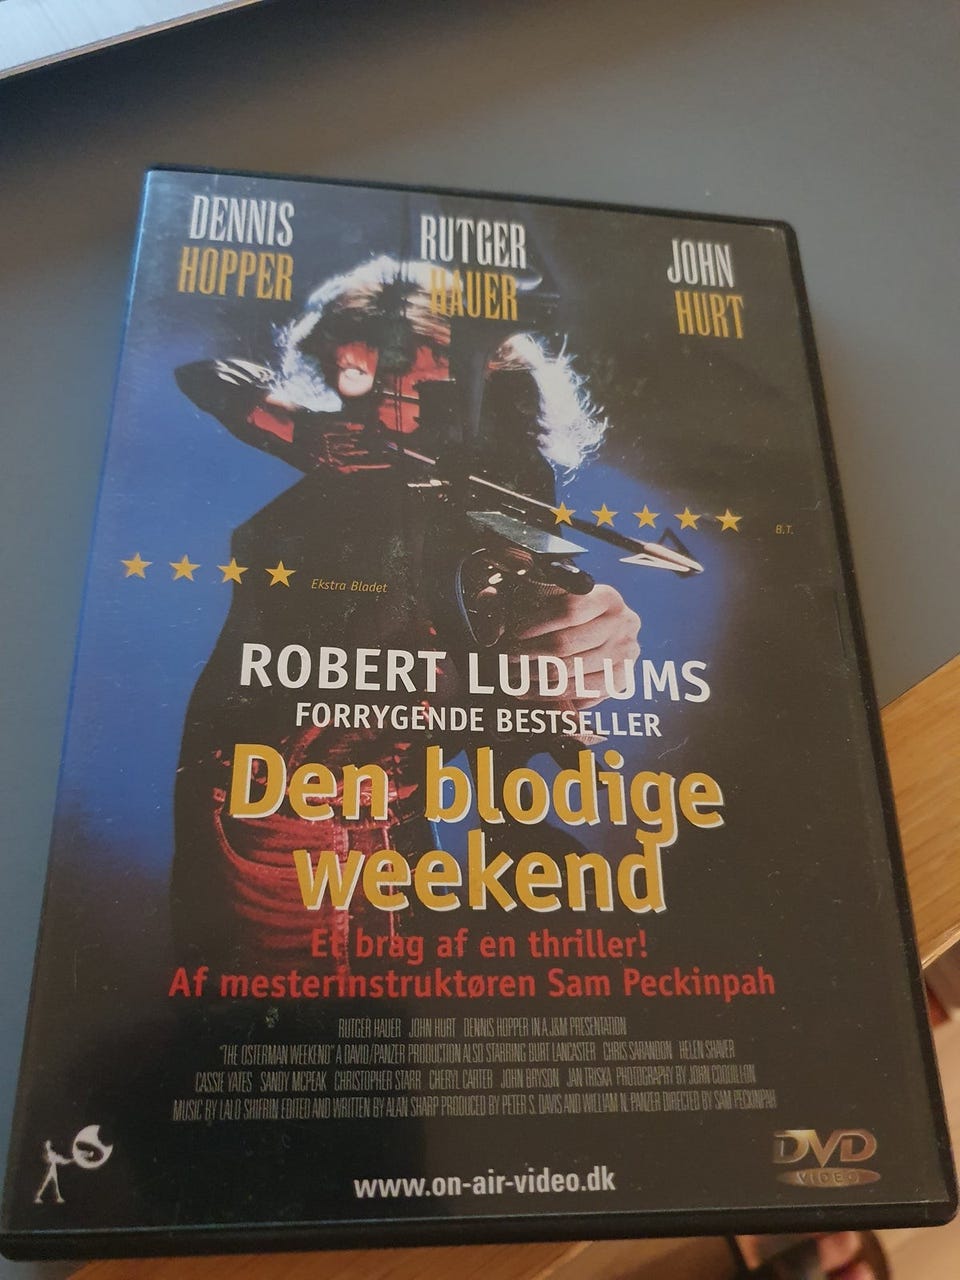 DENNIS HOPPER
RUTGER HAUER
JOHN HURT
B.T.
Ekstra Bladet
ROBERT LUDLUMS
FORRYGENDE BESTSELLER
Den blodige
weekend
Et brag af en thriller!
Af mesterinstruktøren Sam Peckinpah
RUTGER HAUER JOHN HURT DENNIS HOPPER IN A J&M PRESENTATION
"THE OSTERMAN WEEKEND" A DAVIS/PANZER PRODUCTION ALSO STARRING BURT LANCASTER CHRIS SARANDON HELEN SHAVER
CASSIE YATES SANDY MCPEAK CHRISTOPHER STARR CHERYL CARTER JOHN BRYSON JAN TRISKA PHOTOGRAPHY BY JOHN COQUILLON
MUSIC BY LALO SHIFRIN EDITED AND WRITTEN BY ALAN SHARP PRODUCED BY PETER S. DAVIS AND WILLIAM N. PANZER DIRECTED BY SAM PECKINPAH
DVD
VIDEO
www.on-air-video.dk